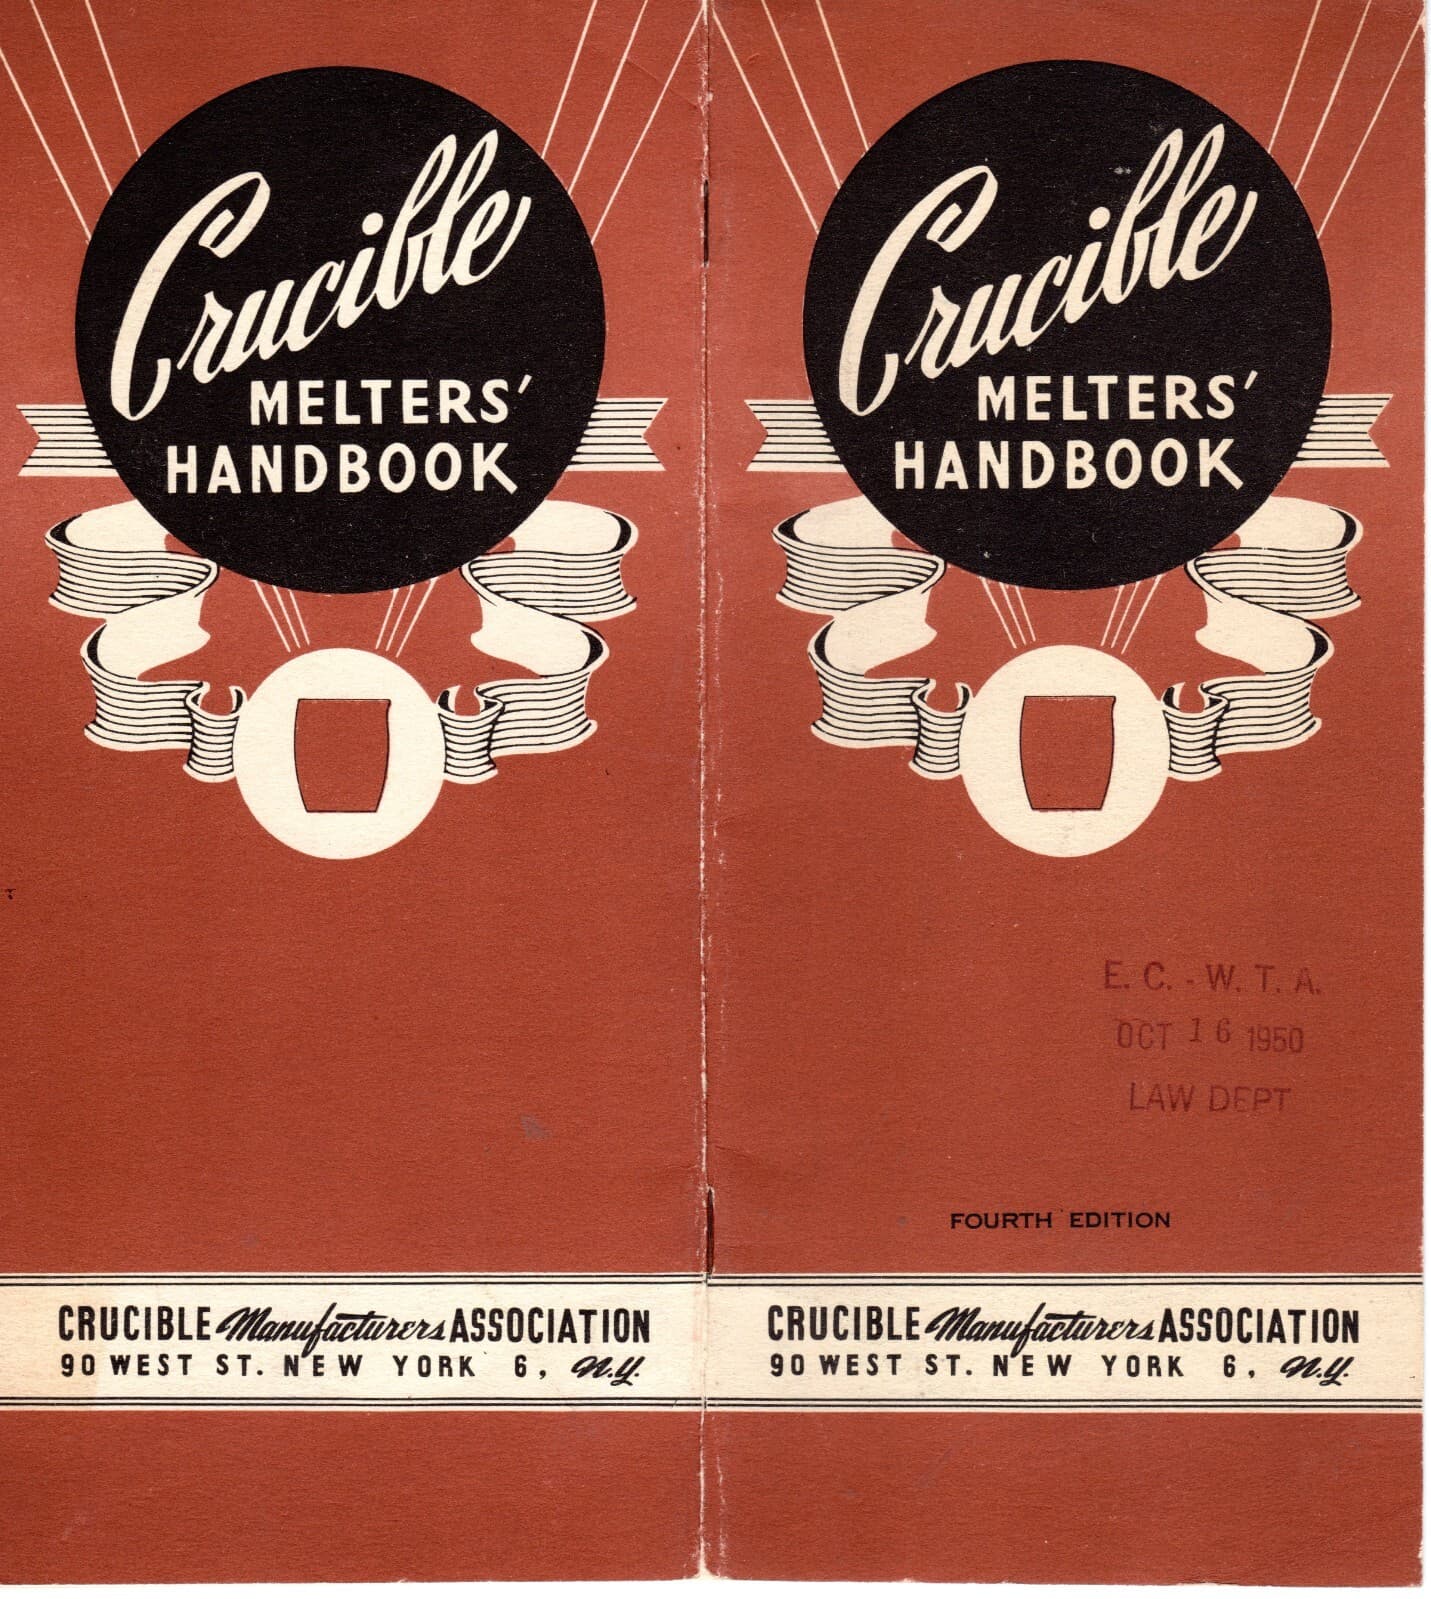 Crucible
MELTERS'
HANDBOOK
CRUCIBLE Manufacturers ASSOCIATION
90 WEST ST. NEW YORK 6, N.Y.
Crucible
MELTERS'
HANDBOOK
E. C. - W. T. A.
OCT 16 1950
LAW DEPT
FOURTH EDITION
CRUCIBLE Manufacturers ASSOCIATION
90 WEST ST. NEW YORK 6, N.Y.